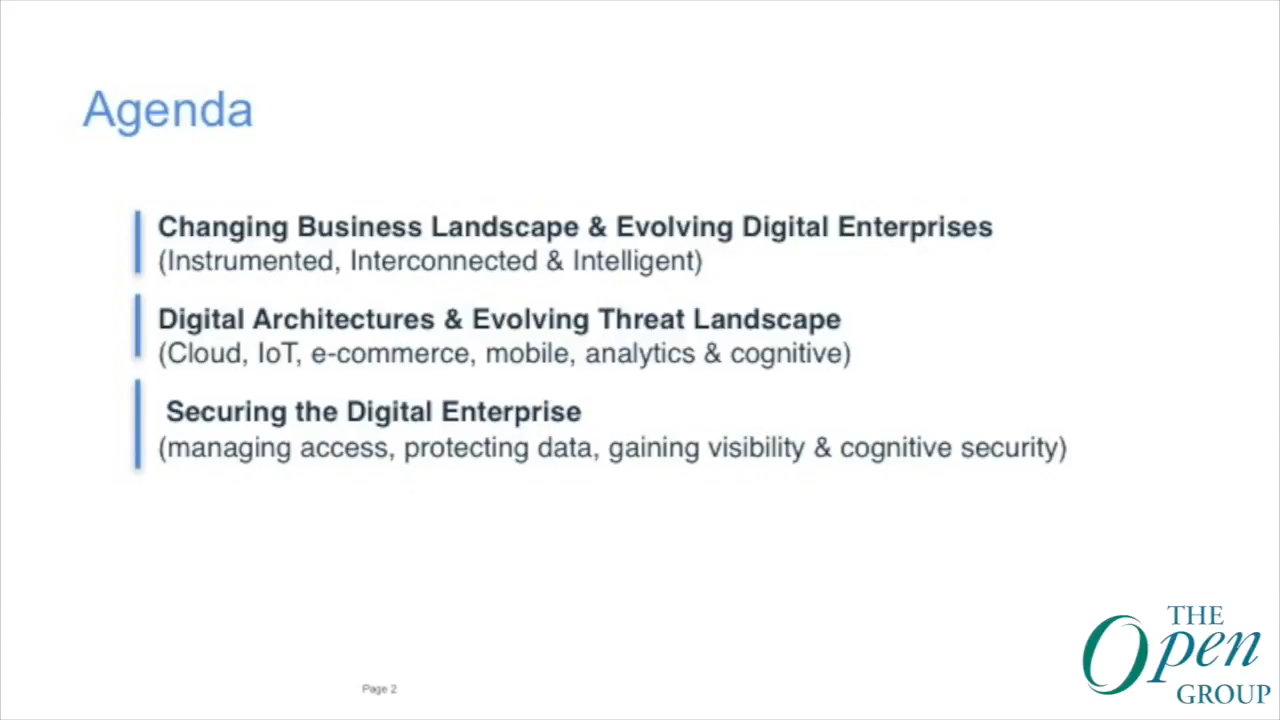 Agenda
Changing Business Landscape & Evolving Digital Enterprises
(Instrumented, Interconnected & Intelligent)
Digital Architectures & Evolving Threat Landscape
(Cloud, IoT, e-commerce, mobile, analytics & cognitive)
Securing the Digital Enterprise
(managing access, protecting data, gaining visibility & cognitive security)
Page 2
THE
Open
GROUP